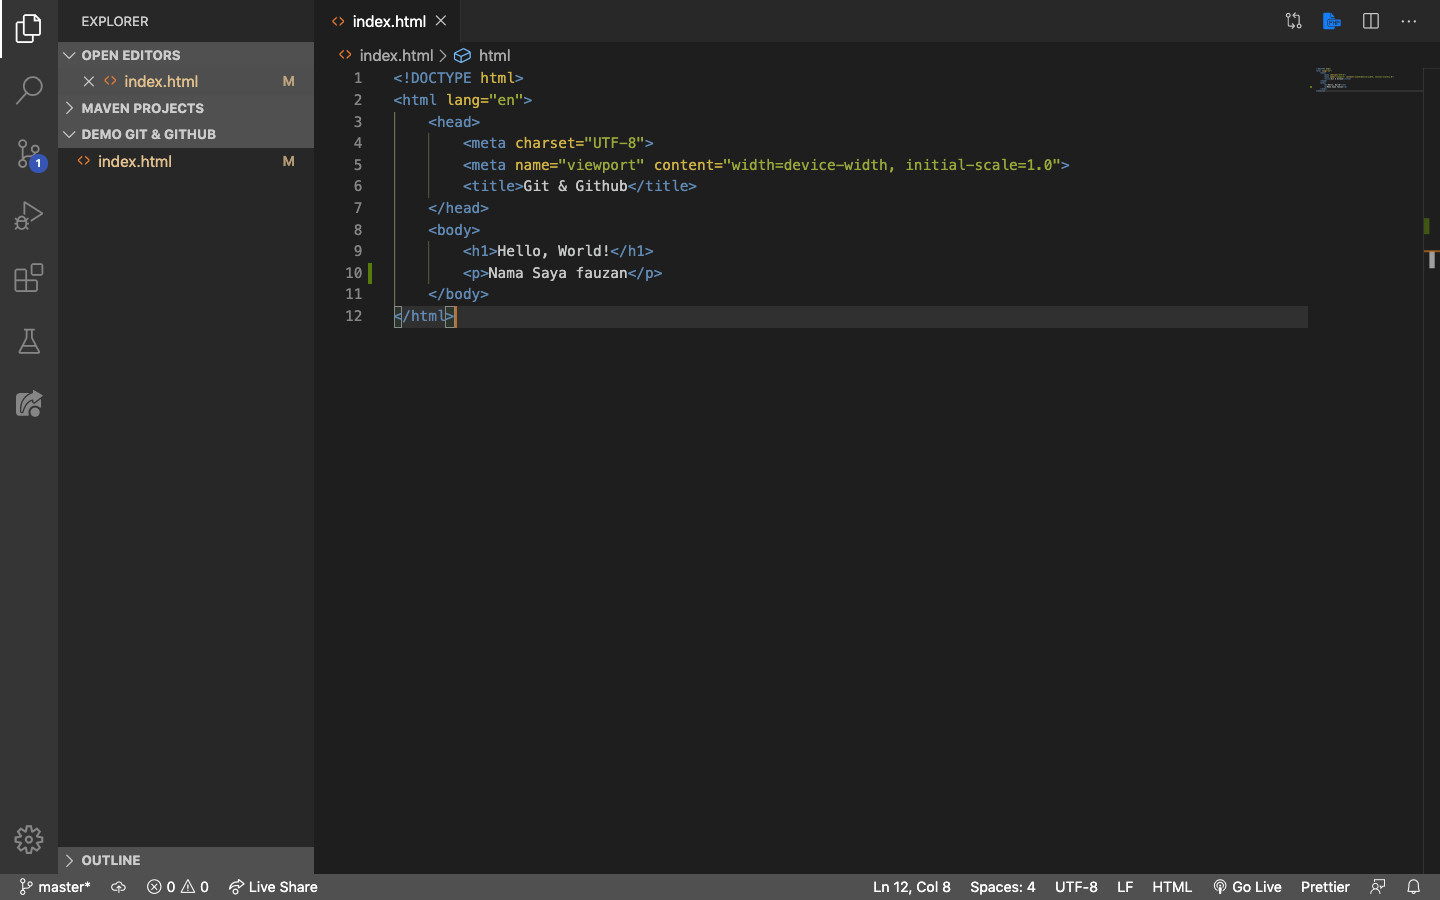 EXPLORER
OPEN EDITORS
index.html M
MAVEN PROJECTS
DEMO GIT & GITHUB
index.html M
OUTLINE
index.html
index.html > html
1 <!DOCTYPE html>
2 <html lang="en">
3 <head>
4 <meta charset="UTF-8">
5 <meta name="viewport" content="width=device-width, initial-scale=1.0">
6 <title>Git & Github</title>
7 </head>
8 <body>
9 <h1>Hello, World!</h1>
10 <p>Nama Saya fauzan</p>
11 </body>
12 </html>
1
master* 0 0 Live Share Ln 12, Col 8 Spaces: 4 UTF-8 LF HTML Go Live Prettier